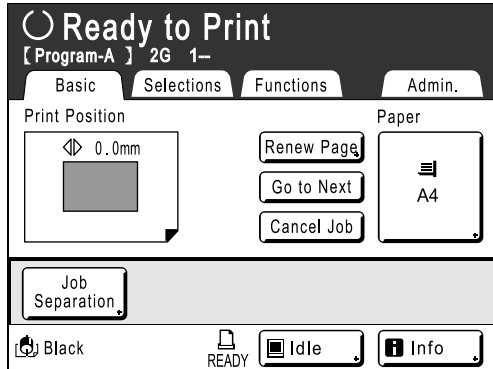 Ready to Print
【Program-A 】 2G 1--
Basic Selections Functions Admin.
Print Position Paper
0.0mm
Renew Page
Go to Next
Cancel Job
A4
Job
Separation
Black
READY
Idle
Info